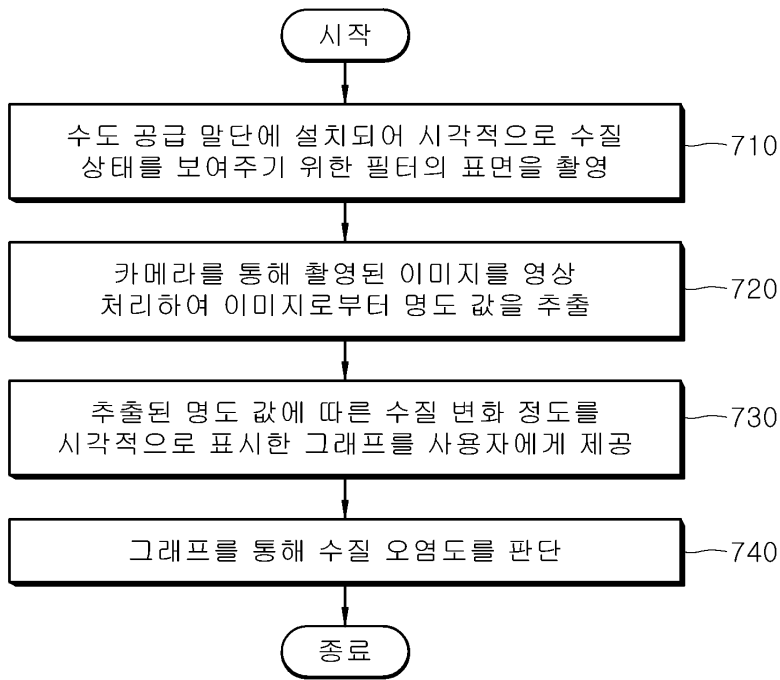 시작
수도 공급 말단에 설치되어 시각적으로 수질
상태를 보여주기 위한 필터의 표면을 촬영
710
카메라를 통해 촬영된 이미지를 영상
처리하여 이미지로부터 명도 값을 추출
720
추출된 명도 값에 따른 수질 변화 정도를
시각적으로 표시한 그래프를 사용자에게 제공
730
그래프를 통해 수질 오염도를 판단
740
종료